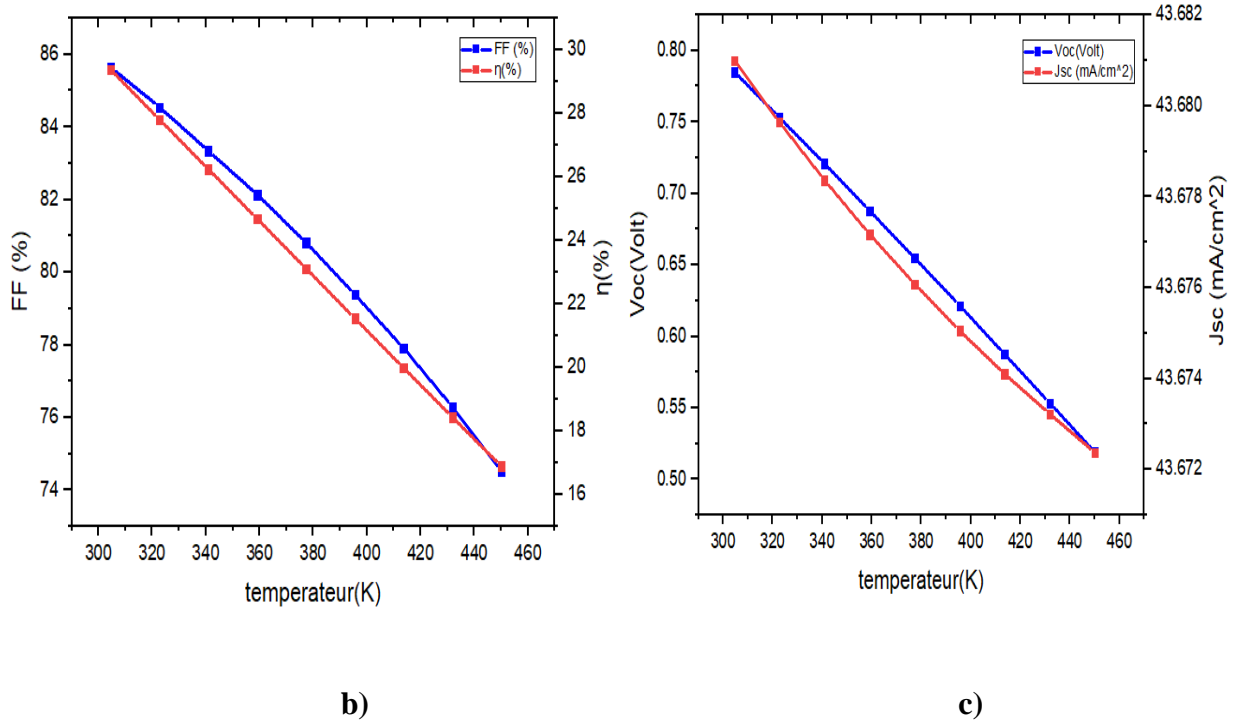 FF (%)
η(%)
86
84
82
80
78
76
74
FF (%)
30
28
26
24
22
20
18
16
η(%)
300 320 340 360 380 400 420 440 460
temperateur(K)
b)
Voc(Volt)
Jsc (mA/cm^2)
0.80
0.75
0.70
0.65
0.60
0.55
0.50
Voc(Volt)
43.682
43.680
43.678
43.676
43.674
43.672
Jsc (mA/cm^2)
300 320 340 360 380 400 420 440 460
temperateur(K)
c)